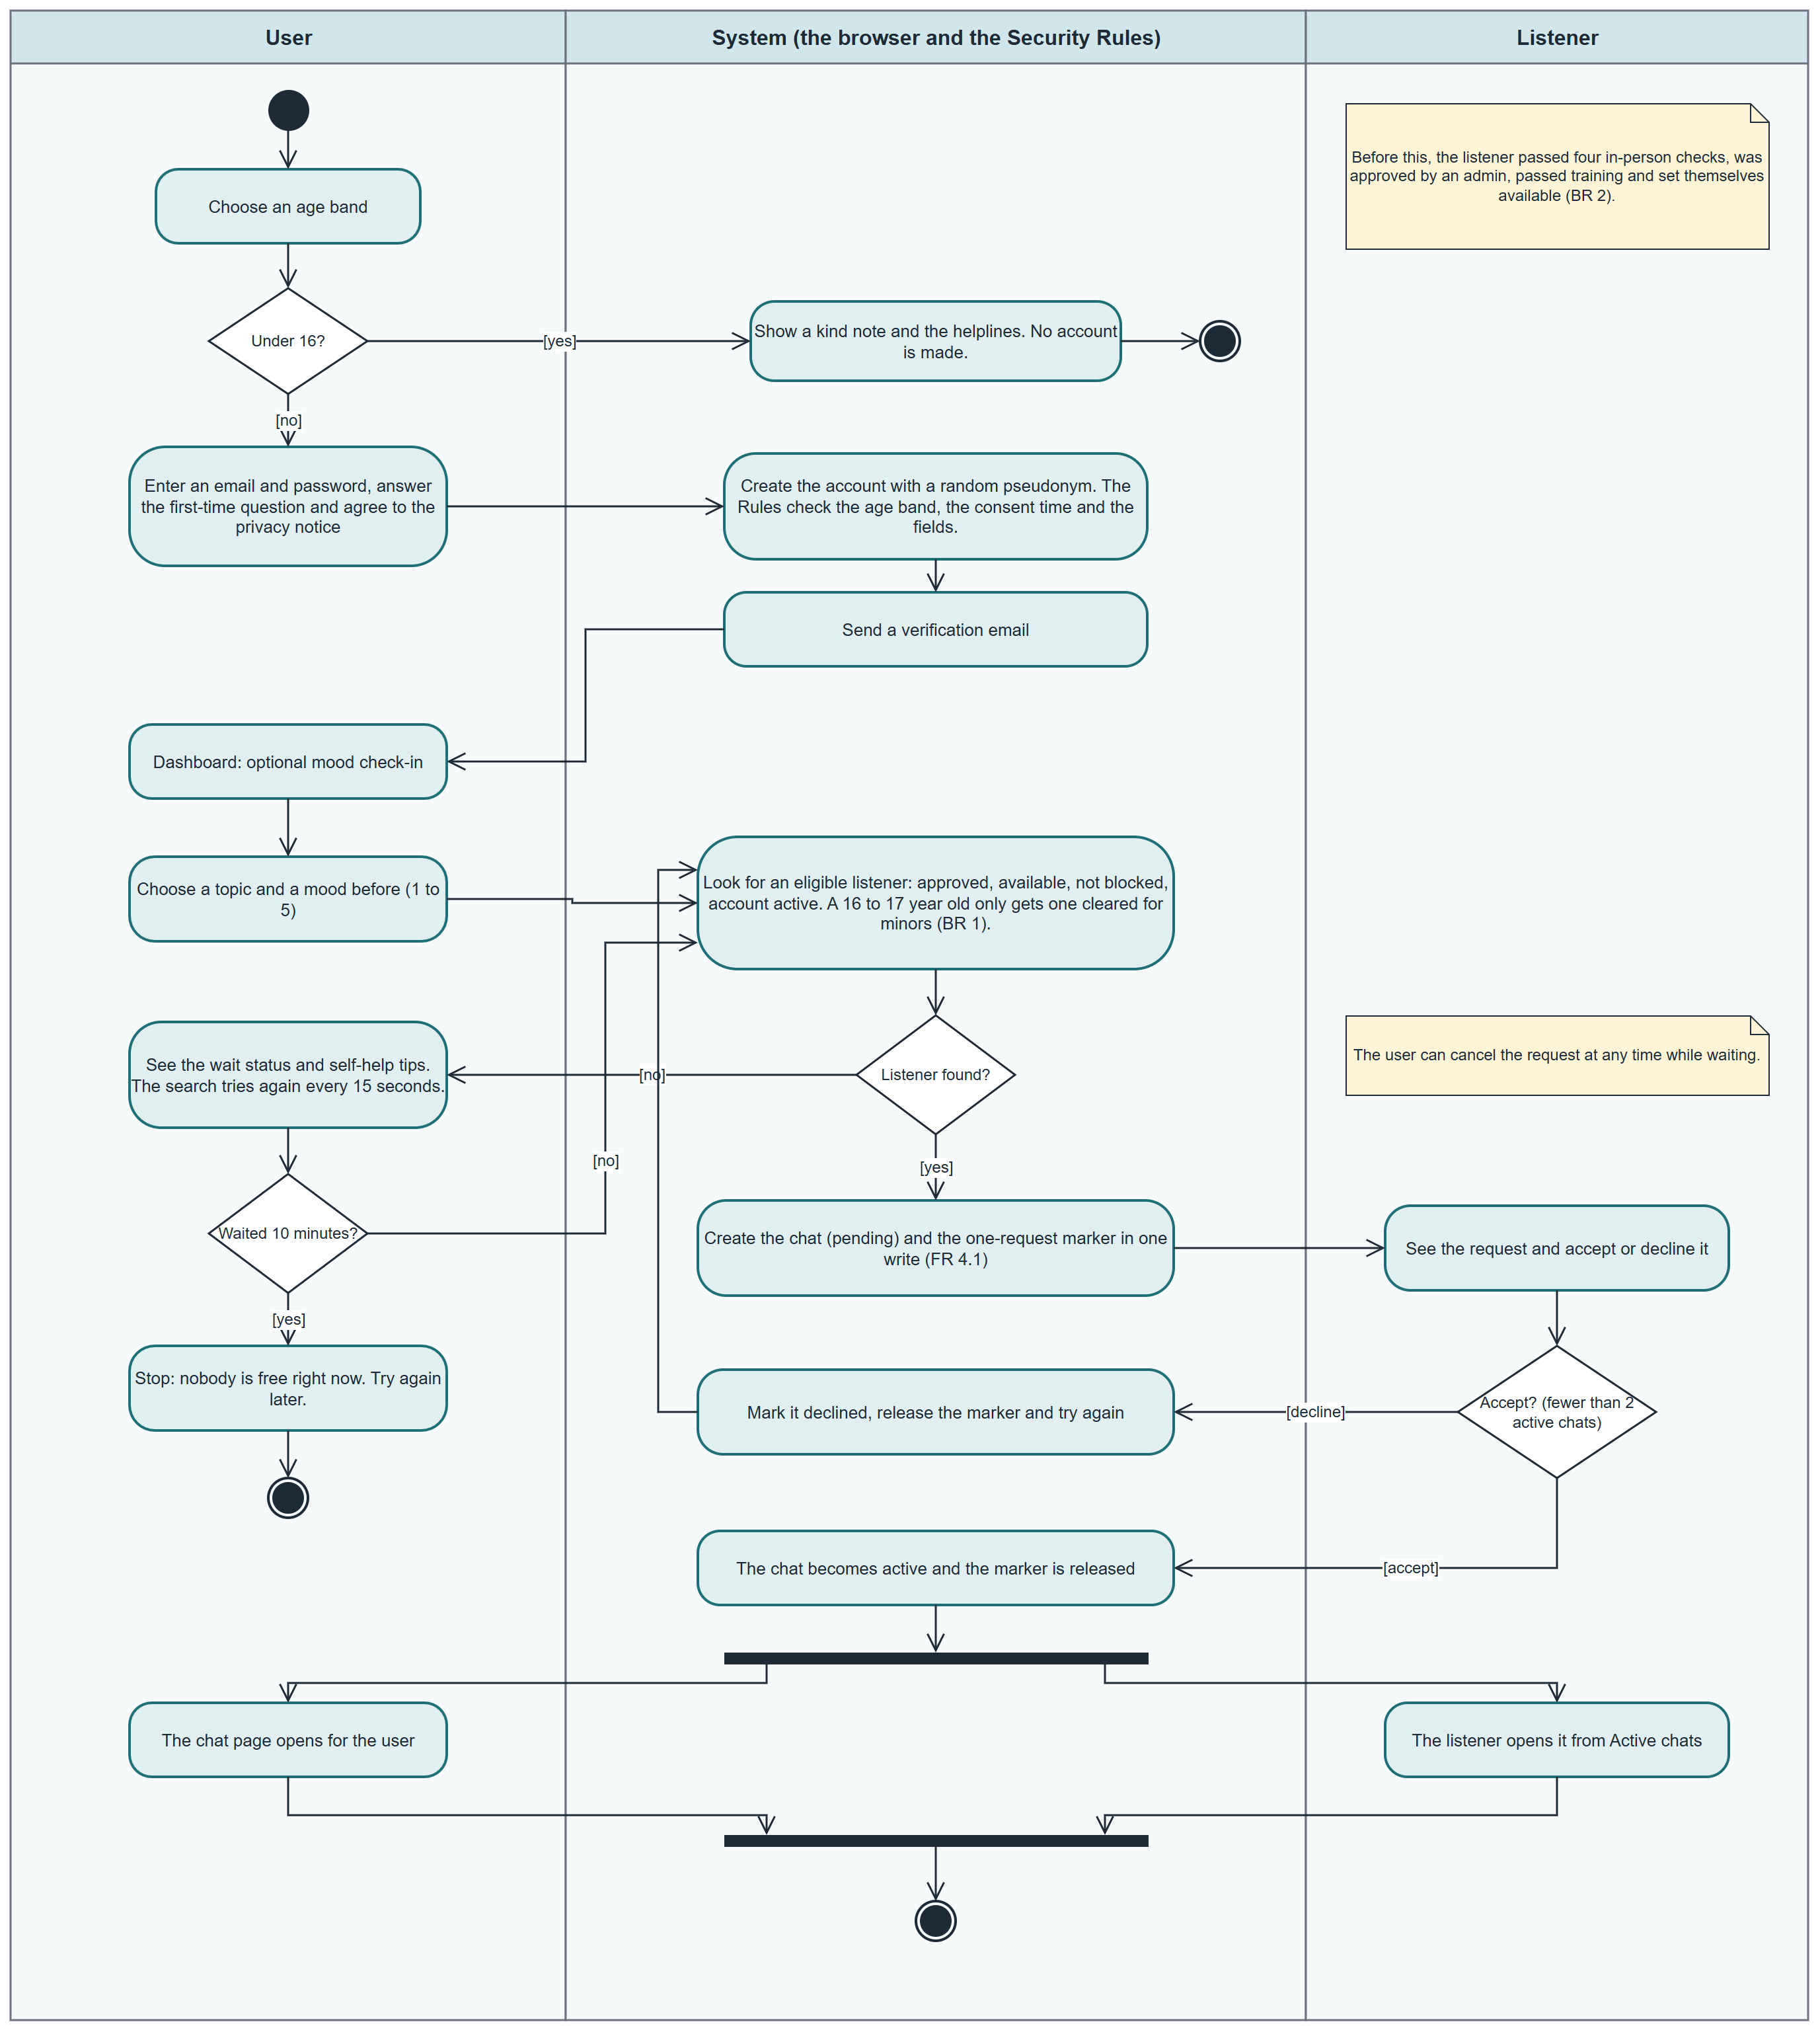 User
System (the browser and the Security Rules)
Listener
Before this, the listener passed four in-person checks, was
approved by an admin, passed training and set themselves
available (BR 2).
Choose an age band
Under 16?
[yes]
Show a kind note and the helplines. No account
is made.
[no]
Enter an email and password, answer
the first-time question and agree to the
privacy notice
Create the account with a random pseudonym. The
Rules check the age band, the consent time and the
fields.
Send a verification email
Dashboard: optional mood check-in
Choose a topic and a mood before (1 to
5)
Look for an eligible listener: approved, available, not blocked,
account active. A 16 to 17 year old only gets one cleared for
minors (BR 1).
See the wait status and self-help tips.
The search tries again every 15 seconds.
[no]
Listener found?
The user can cancel the request at any time while waiting.
[no]
[yes]
Waited 10 minutes?
Create the chat (pending) and the one-request marker in one
write (FR 4.1)
See the request and accept or decline it
[yes]
Stop: nobody is free right now. Try again
later.
Mark it declined, release the marker and try again
[decline]
Accept? (fewer than 2
active chats)
The chat becomes active and the marker is released
[accept]
The chat page opens for the user
The listener opens it from Active chats